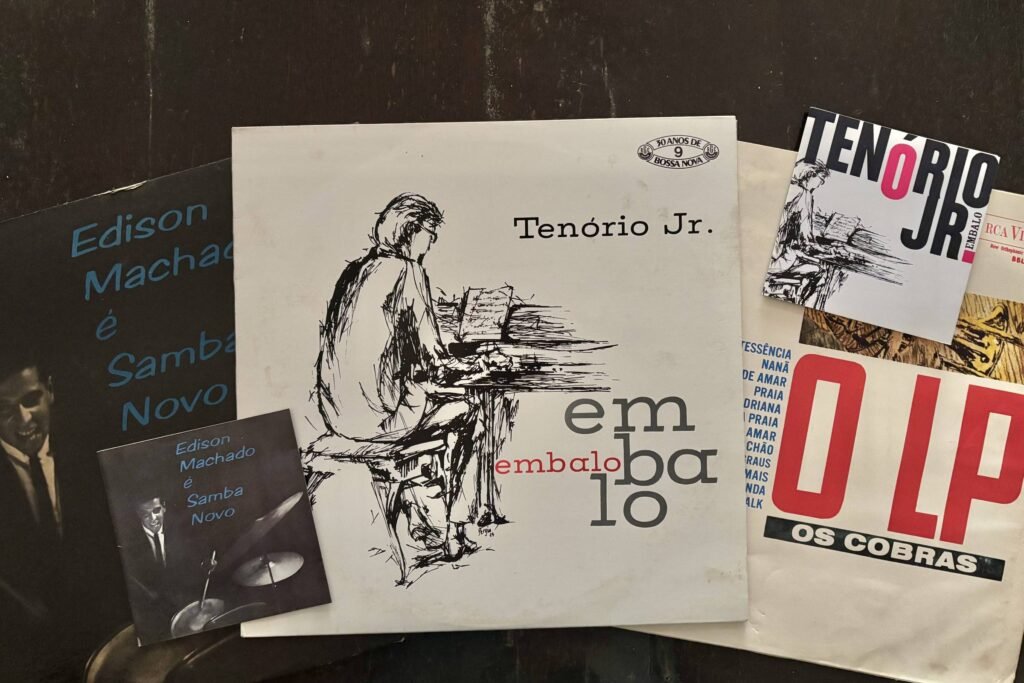 Edison
Machado
é
Samba
Novo
Edison
Machado
é
Samba
Novo
30 ANOS DE
9
BOSSA NOVA
Tenório Jr.
em
embalo
ba
lo
TENÓRIO
JR.
EMBALO
RCA VI
TESSÊNCIA
NANÃ
DE AMAR
PRAIA
DRIANA
PRAIA
AMAR
CHÃO
RAUS
MAIS
NDA
ALK
O LP
OS COBRAS